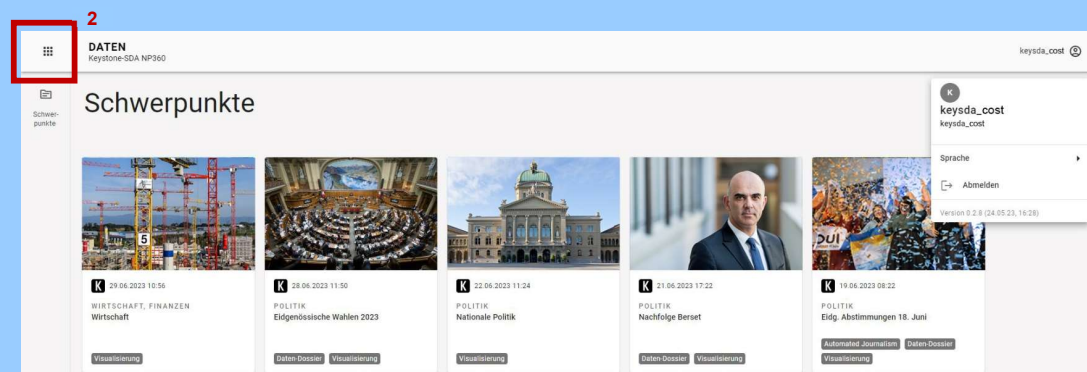 2
DATEN
Keystone-SDA NP360
keysda_cost
Schwer-
punkte
Schwerpunkte
K
keysda_cost
keysda_cost
Sprache
Abmelden
Version 0.2.8 (24.05.23, 16:28)
5
K 29.06.2023 10:56
WIRTSCHAFT, FINANZEN
Wirtschaft
Visualisierung
K 28.06.2023 11:50
POLITIK
Eidgenössische Wahlen 2023
Daten-Dossier Visualisierung
K 22.06.2023 11:24
POLITIK
Nationale Politik
Visualisierung
K 21.06.2023 17:22
POLITIK
Nachfolge Berset
Daten-Dossier Visualisierung
K 19.06.2023 08:22
POLITIK
Eidg. Abstimmungen 18. Juni
Automated Journalism Daten-Dossier
Visualisierung